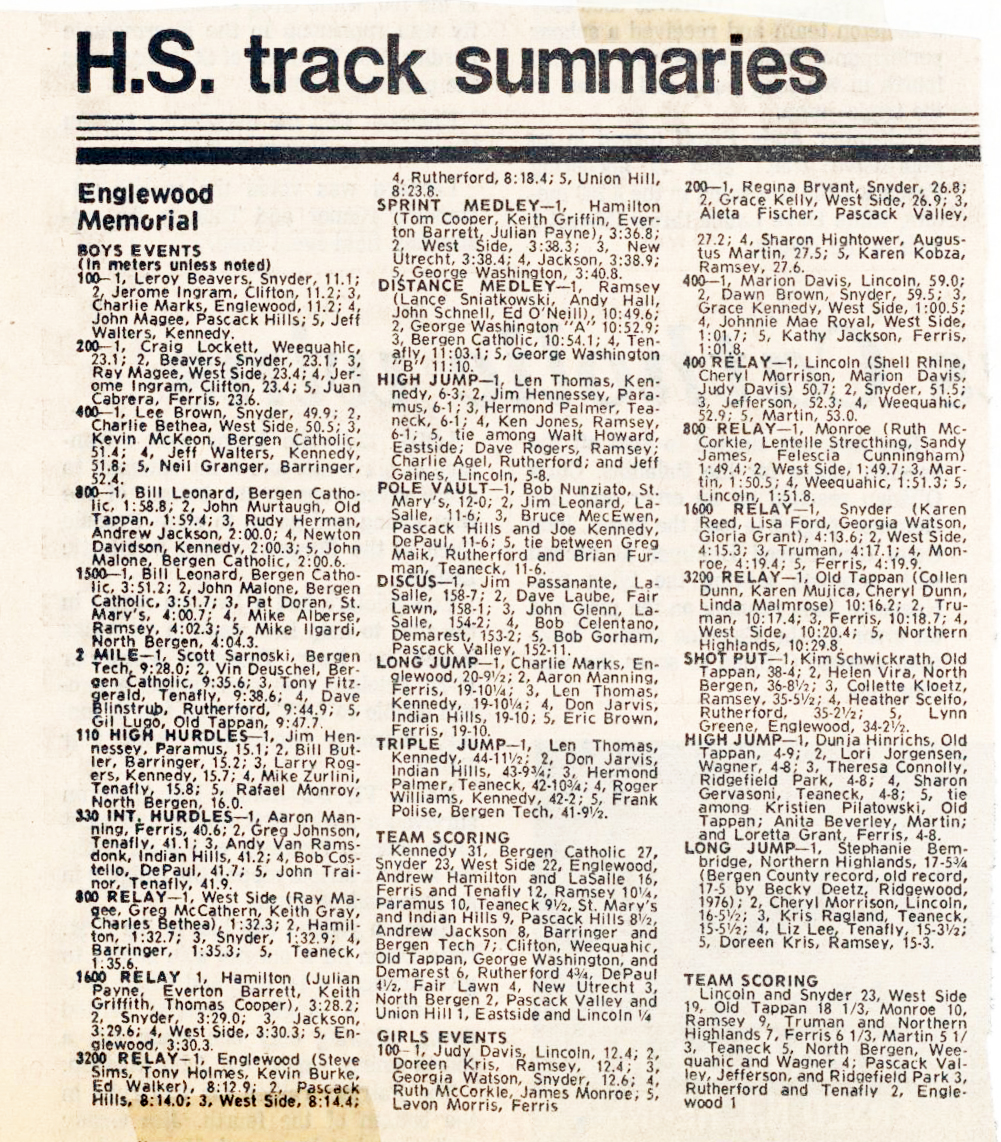 H.S. track summaries
Englewood
Memorial
BOYS EVENTS
(In meters unless noted)
100—1, Leroy Beavers, Snyder, 11.1;
2, Jerome Ingram, Clifton, 11.2; 3,
Charlie Marks, Englewood, 11.2; 4,
John Magee, Pascack Hills; 5, Jeff
Walters, Kennedy.
200—1, Craig Lockett, Weequahic,
23.1; 2, Beavers, Snyder, 23.1; 3,
Ray Magee, West Side, 23.4; 4, Jer-
ome Ingram, Clifton, 23.4; 5, Juan
Cabrera, Ferris, 23.6.
400—1, Lee Brown, Snyder, 49.9; 2,
Charlie Bethea, West Side, 50.5; 3,
Kevin McKeon, Bergen Catholic,
51.4; 4, Jeff Walters, Kennedy,
51.8; 5, Neil Granger, Barringer,
52.4.
800—1, Bill Leonard, Bergen Catho-
lic, 1:58.8; 2, John Murtaugh, Old
Tappan, 1:59.4; 3, Rudy Herman,
Andrew Jackson, 2:00.0; 4, Newton
Davidson, Kennedy, 2:00.3; 5, John
Malone, Bergen Catholic, 2:00.6.
1500—1, Bill Leonard, Bergen Catho-
lic, 3:51.2; 2, John Malone, Bergen
Catholic, 3:51.7; 3, Pat Doran, St.
Mary's, 4:00.7; 4, Mike Alberse,
Ramsey, 4:02.3; 5, Mike Ilgardi,
North Bergen, 4:04.3.
2 MILE—1, Scott Sarnoski, Bergen
Tech, 9:28.0; 2, Vin Deuschel, Ber-
gen Catholic, 9:35.6; 3, Tony Fitz-
gerald, Tenafly, 9:38.6; 4, Dave
Blinstrub, Rutherford, 9:44.9; 5,
Gil Lugo, Old Tappan, 9:47.7.
110 HIGH HURDLES—1, Jim Hen-
nessey, Paramus, 15.1; 2, Bill But-
ler, Barringer, 15.2; 3, Larry Rog-
ers, Kennedy, 15.7; 4, Mike Zurlini,
Tenafly, 15.8; 5, Rafael Monroy,
North Bergen, 16.0.
330 INT. HURDLES—1, Aaron Man-
ning, Ferris, 40.6; 2, Greg Johnson,
Tenafly, 41.1; 3, Andy Van Rams-
donk, Indian Hills, 41.2; 4, Bob Cos-
tello, DePaul, 41.7; 5, John Trai-
nor, Tenafly, 41.9.
800 RELAY—1, West Side (Ray Ma-
gee, Greg McCathern, Keith Gray,
Charles Bethea), 1:32.3; 2, Hamil-
ton, 1:32.7; 3, Snyder, 1:32.9; 4,
Barringer, 1:35.3; 5, Teaneck,
1:35.6.
1600 RELAY 1, Hamilton (Julian
Payne, Everton Barrett, Keith
Griffith, Thomas Cooper), 3:28.2;
2, Snyder, 3:29.0; 3, Jackson,
3:29.6; 4, West Side, 3:30.3; 5, En-
glewood, 3:30.3.
3200 RELAY—1, Englewood (Steve
Sims, Tony Holmes, Kevin Burke,
Ed Walker), 8:12.9; 2, Pascack
Hills, 8:14.0; 3, West Side, 8:14.4;
4, Rutherford, 8:18.4; 5, Union Hill,
8:23.8.
SPRINT MEDLEY—1, Hamilton
(Tom Cooper, Keith Griffin, Ever-
ton Barrett, Julian Payne), 3:36.8;
2, West Side, 3:38.3; 3, New
Utrecht, 3:38.4; 4, Jackson, 3:38.9;
5, George Washington, 3:40.8.
DISTANCE MEDLEY—1, Ramsey
(Lance Sniatkowski, Andy Hall,
John Schnell, Ed O'Neill), 10:49.6;
2, George Washington "A" 10:52.9;
3, Bergen Catholic, 10:54.1; 4, Ten-
afly, 11:03.1; 5, George Washington
"B" 11:10.
HIGH JUMP—1, Len Thomas, Ken-
nedy, 6-3; 2, Jim Hennessey, Para-
mus, 6-1; 3, Hermond Palmer, Tea-
neck, 6-1; 4, Ken Jones, Ramsey,
6-1; 5, tie among Walt Howard,
Eastside; Dave Rogers, Ramsey;
Charlie Agel, Rutherford; and Jeff
Gaines, Lincoln, 5-8.
POLE VAULT—1, Bob Nunziato, St.
Mary's, 12-0; 2, Jim Leonard, La-
Salle, 11-6; 3, Bruce McEwen,
Pascack Hills and Joe Kennedy,
DePaul, 11-6; 5, tie between Greg
Maik, Rutherford and Brian Fur-
man, Teaneck, 11-6.
DISCUS—1, Jim Passanante, La-
Salle, 158-7; 2, Dave Laube, Fair
Lawn, 158-1; 3, John Glenn, La-
Salle, 154-2; 4, Bob Celentano,
Demarest, 153-2; 5, Bob Gorham,
Pascack Valley, 152-11.
LONG JUMP—1, Charlie Marks, En-
glewood, 20-9½; 2, Aaron Manning,
Ferris, 19-10¼; 3, Len Thomas,
Kennedy, 19-10¼; 4, Don Jarvis,
Indian Hills, 19-10; 5, Eric Brown,
Ferris, 19-10.
TRIPLE JUMP—1, Len Thomas,
Kennedy, 44-11½; 2, Don Jarvis,
Indian Hills, 43-9¾; 3, Hermond
Palmer, Teaneck, 42-10¾; 4, Roger
Williams, Kennedy, 42-2; 5, Frank
Polise, Bergen Tech, 41-9½.
TEAM SCORING
Kennedy 31, Bergen Catholic 27,
Snyder 23, West Side 22, Englewood,
Andrew Hamilton and LaSalle 16,
Ferris and Tenafly 12, Ramsey 10¼,
Paramus 10, Teaneck 9½, St. Mary's
and Indian Hills 9, Pascack Hills 8½,
Andrew Jackson 8, Barringer and
Bergen Tech 7; Clifton, Weequahic,
Old Tappan, George Washington, and
Demarest 6, Rutherford 4¾, DePaul
4½, Fair Lawn 4, New Utrecht 3,
North Bergen 2, Pascack Valley and
Union Hill 1, Eastside and Lincoln ¼
GIRLS EVENTS
100—1, Judy Davis, Lincoln, 12.4; 2,
Doreen Kris, Ramsey, 12.4; 3,
Georgia Watson, Snyder, 12.6; 4,
Ruth McCorkle, James Monroe; 5,
Lavon Morris, Ferris
200—1, Regina Bryant, Snyder, 26.8;
2, Grace Kelly, West Side, 26.9; 3,
Aleta Fischer, Pascack Valley,
27.2; 4, Sharon Hightower, Augus-
tus Martin, 27.5; 5, Karen Kobza,
Ramsey, 27.6.
400—1, Marion Davis, Lincoln, 59.0;
2, Dawn Brown, Snyder, 59.5; 3,
Grace Kennedy, West Side, 1:00.5;
4, Johnnie Mae Royal, West Side,
1:01.7; 5, Kathy Jackson, Ferris,
1:01.8.
400 RELAY—1, Lincoln (Shell Rhine,
Cheryl Morrison, Marion Davis,
Judy Davis) 50.7; 2, Snyder, 51.5;
3, Jefferson, 52.3; 4, Weequahic,
52.9; 5, Martin, 53.0.
800 RELAY—1, Monroe (Ruth Mc-
Corkle, Lentelle Strecthing, Sandy
James, Felescia Cunningham)
1:49.4; 2, West Side, 1:49.7; 3, Mar-
tin, 1:50.5; 4, Weequahic, 1:51.3; 5,
Lincoln, 1:51.8.
1600 RELAY—1, Snyder (Karen
Reed, Lisa Ford, Georgia Watson,
Gloria Grant), 4:13.6; 2, West Side,
4:15.3; 3, Truman, 4:17.1; 4, Mon-
roe, 4:19.4; 5, Ferris, 4:19.9.
3200 RELAY—1, Old Tappan (Collen
Dunn, Karen Mujica, Cheryl Dunn,
Linda Malmrose) 10:16.2; 2, Tru-
man, 10:17.4; 3, Ferris, 10:18.7; 4,
West Side, 10:20.4; 5, Northern
Highlands, 10:29.8.
SHOT PUT—1, Kim Schwickrath, Old
Tappan, 38-4; 2, Helen Vira, North
Bergen, 36-8½; 3, Collette Kloetz,
Ramsey, 35-5½; 4, Heather Scelfo,
Rutherford, 35-2½; 5, Lynn
Greene, Englewood, 34-2½.
HIGH JUMP—1, Dunja Hinrichs, Old
Tappan, 4-9; 2, Lori Jorgensen,
Wagner, 4-8; 3, Theresa Connolly,
Ridgefield Park, 4-8; 4, Sharon
Gervasoni, Teaneck, 4-8; 5, tie
among Kristien Pilatowski, Old
Tappan; Anita Beverley, Martin;
and Loretta Grant, Ferris, 4-8.
LONG JUMP—1, Stephanie Bem-
bridge, Northern Highlands, 17-5¾
(Bergen County record, old record,
17-5 by Becky Deetz, Ridgewood,
1976); 2, Cheryl Morrison, Lincoln,
16-5½; 3, Kris Ragland, Teaneck,
15-5½; 4, Liz Lee, Tenafly, 15-3½;
5, Doreen Kris, Ramsey, 15-3.
TEAM SCORING
Lincoln and Snyder 23, West Side
19, Old Tappan 18 1/3, Monroe 10,
Ramsey 9, Truman and Northern
Highlands 7, Ferris 6 1/3, Martin 5 1/
3, Teaneck 5, North Bergen, Wee-
quahic and Wagner 4; Pascack Val-
ley, Jefferson, and Ridgefield Park 3,
Rutherford and Tenafly 2, Engle-
wood 1